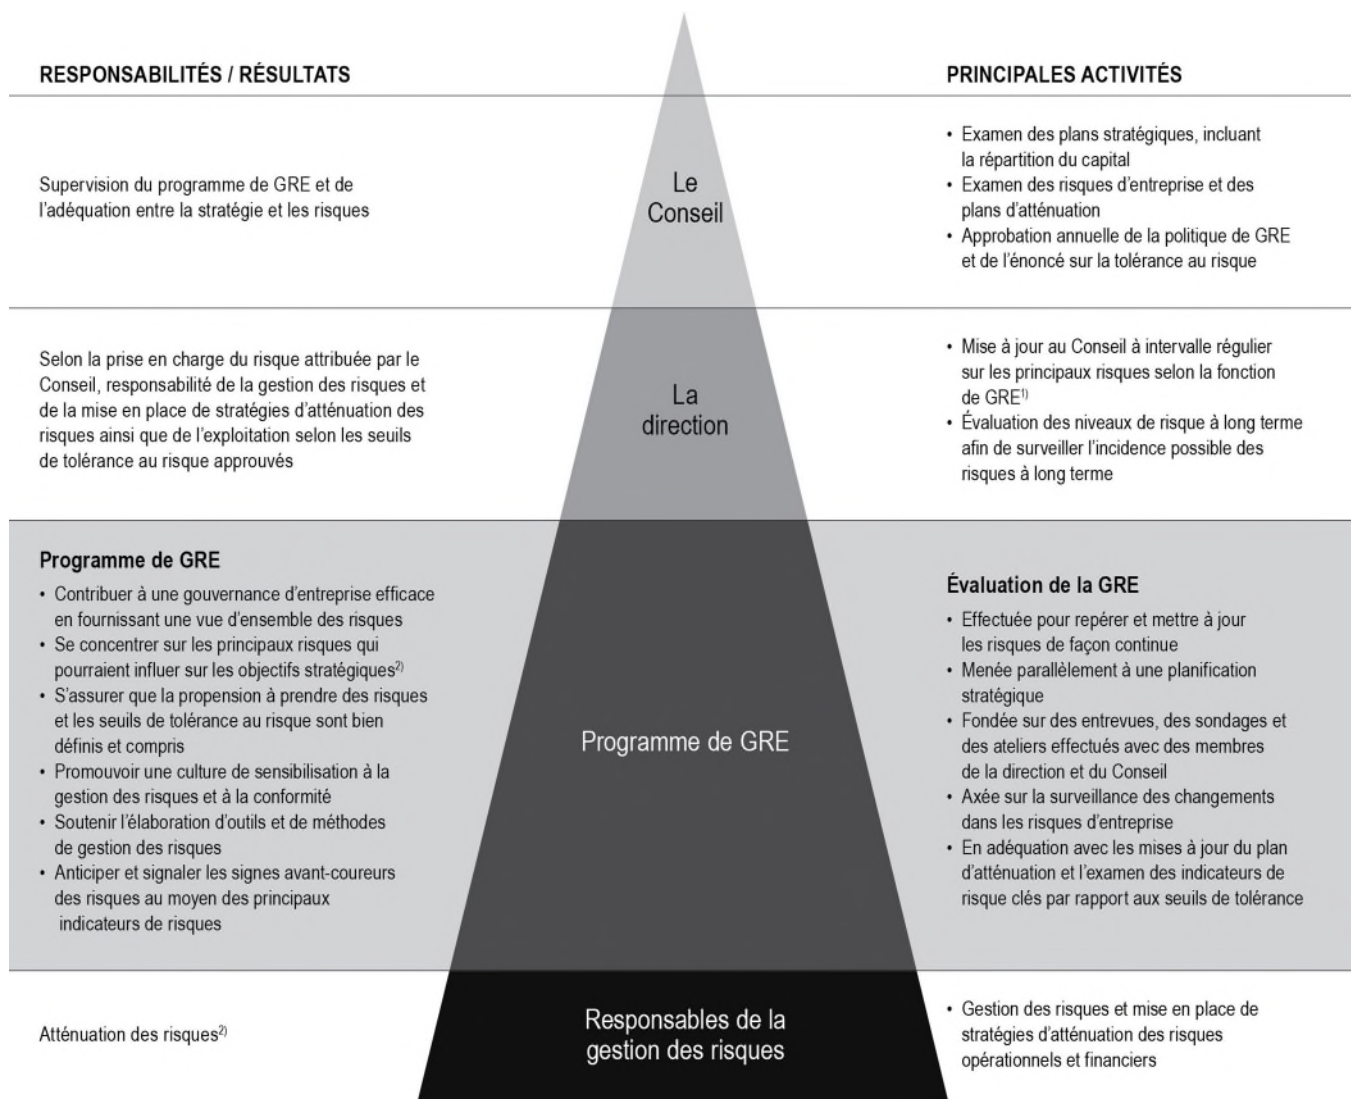 RESPONSABILITÉS / RÉSULTATS
PRINCIPALES ACTIVITÉS
Supervision du programme de GRE et de
l’adéquation entre la stratégie et les risques
Le
Conseil
• Examen des plans stratégiques, incluant
la répartition du capital
• Examen des risques d’entreprise et des
plans d’atténuation
• Approbation annuelle de la politique de GRE
et de l’énoncé sur la tolérance au risque
Selon la prise en charge du risque attribuée par le
Conseil, responsabilité de la gestion des risques et
de la mise en place de stratégies d’atténuation des
risques ainsi que de l’exploitation selon les seuils
de tolérance au risque approuvés
La
direction
• Mise à jour au Conseil à intervalle régulier
sur les principaux risques selon la fonction
de GRE1)
• Évaluation des niveaux de risque à long terme
afin de surveiller l’incidence possible des
risques à long terme
Programme de GRE
• Contribuer à une gouvernance d’entreprise efficace
en fournissant une vue d’ensemble des risques
• Se concentrer sur les principaux risques qui
pourraient influer sur les objectifs stratégiques2)
• S’assurer que la propension à prendre des risques
et les seuils de tolérance au risque sont bien
définis et compris
• Promouvoir une culture de sensibilisation à la
gestion des risques et à la conformité
• Soutenir l’élaboration d’outils et de méthodes
de gestion des risques
• Anticiper et signaler les signes avant-coureurs
des risques au moyen des principaux
indicateurs de risques
Programme de GRE
Évaluation de la GRE
• Effectuée pour repérer et mettre à jour
les risques de façon continue
• Menée parallèlement à une planification
stratégique
• Fondée sur des entrevues, des sondages et
des ateliers effectués avec des membres
de la direction et du Conseil
• Axée sur la surveillance des changements
dans les risques d’entreprise
• En adéquation avec les mises à jour du plan
d’atténuation et l’examen des indicateurs de
risque clés par rapport aux seuils de tolérance
Atténuation des risques2)
Responsables de la
gestion des risques
• Gestion des risques et mise en place de
stratégies d’atténuation des risques
opérationnels et financiers